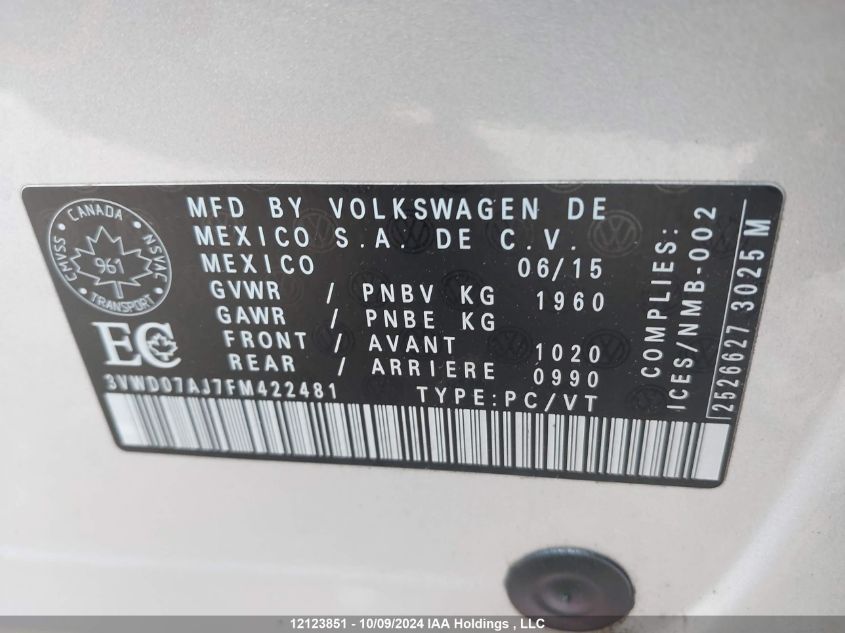 CANADA
CMVSS 961 NSVAC
TRANSPORT
MFD BY VOLKSWAGEN DE
MEXICO S.A. DE C.V.
MEXICO 06/15
GVWR / PNBV KG 1960
GAWR / PNBE KG
FRONT / AVANT 1020
REAR / ARRIERE 0990
EC
3VWD07AJ7FM422481 TYPE:PC/VT
COMPLIES:
ICES/NMB-002
2526627 3025 M
12123851 - 10/09/2024 IAA Holdings , LLC